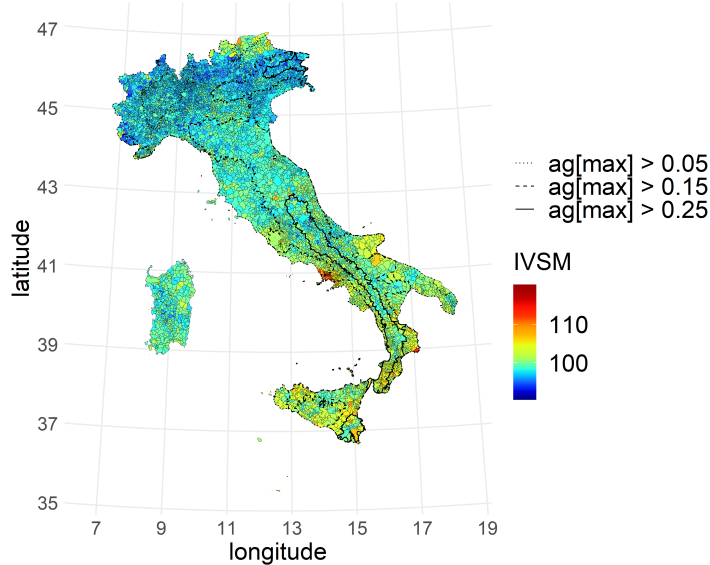 47
45
43
41
39
37
35
latitude
7 9 11 13 15 17 19
longitude
ag[max] > 0.05
ag[max] > 0.15
ag[max] > 0.25
IVSM
110
100